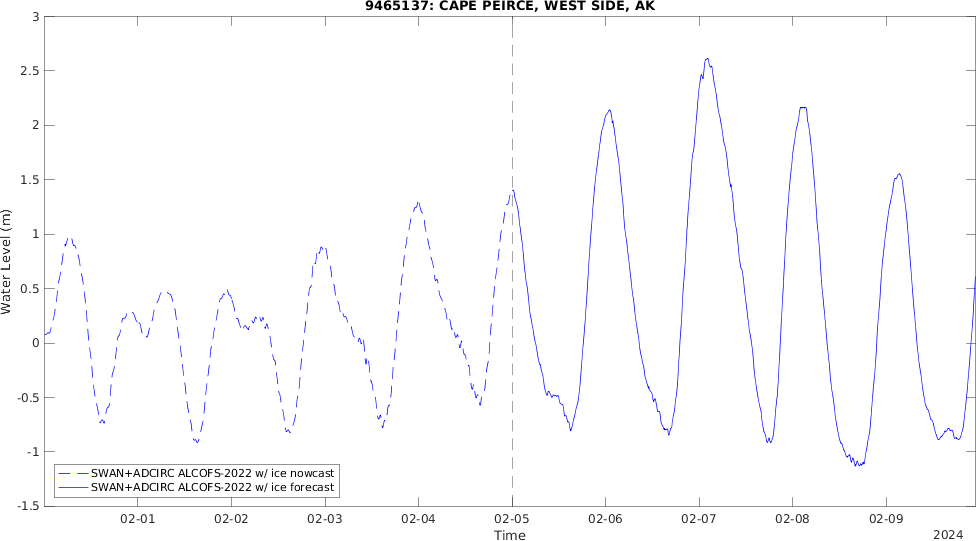 9465137: CAPE PEIRCE, WEST SIDE, AK
3
2.5
2
1.5
1
0.5
0
-0.5
-1
-1.5
Water Level (m)
SWAN+ADCIRC ALCOFS-2022 w/ ice nowcast
SWAN+ADCIRC ALCOFS-2022 w/ ice forecast
02-01 02-02 02-03 02-04 02-05 02-06 02-07 02-08 02-09
Time
2024